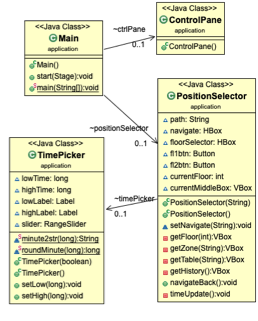 <<Java Class>>
Main
application
Main()
start(Stage):void
main(String[]):void
~ctrlPane
0..1
<<Java Class>>
ControlPane
application
ControlPane()
~positionSelector
0..1
<<Java Class>>
PositionSelector
application
path: String
navigate: HBox
floorSelector: HBox
fl1btn: Button
fl2btn: Button
currentFloor: int
currentMiddleBox: VBox
PositionSelector(String)
PositionSelector()
setNavigate(String):void
getFloor(int):VBox
getZone(String):VBox
getTable(String):VBox
getHistory():VBox
navigateBack():void
timeUpdate():void
~timePicker
0..1
<<Java Class>>
TimePicker
application
lowTime: long
highTime: long
lowLabel: Label
highLabel: Label
slider: RangeSlider
minute2str(long):String
roundMinute(long):long
TimePicker(boolean)
TimePicker()
setLow(long):void
setHigh(long):void